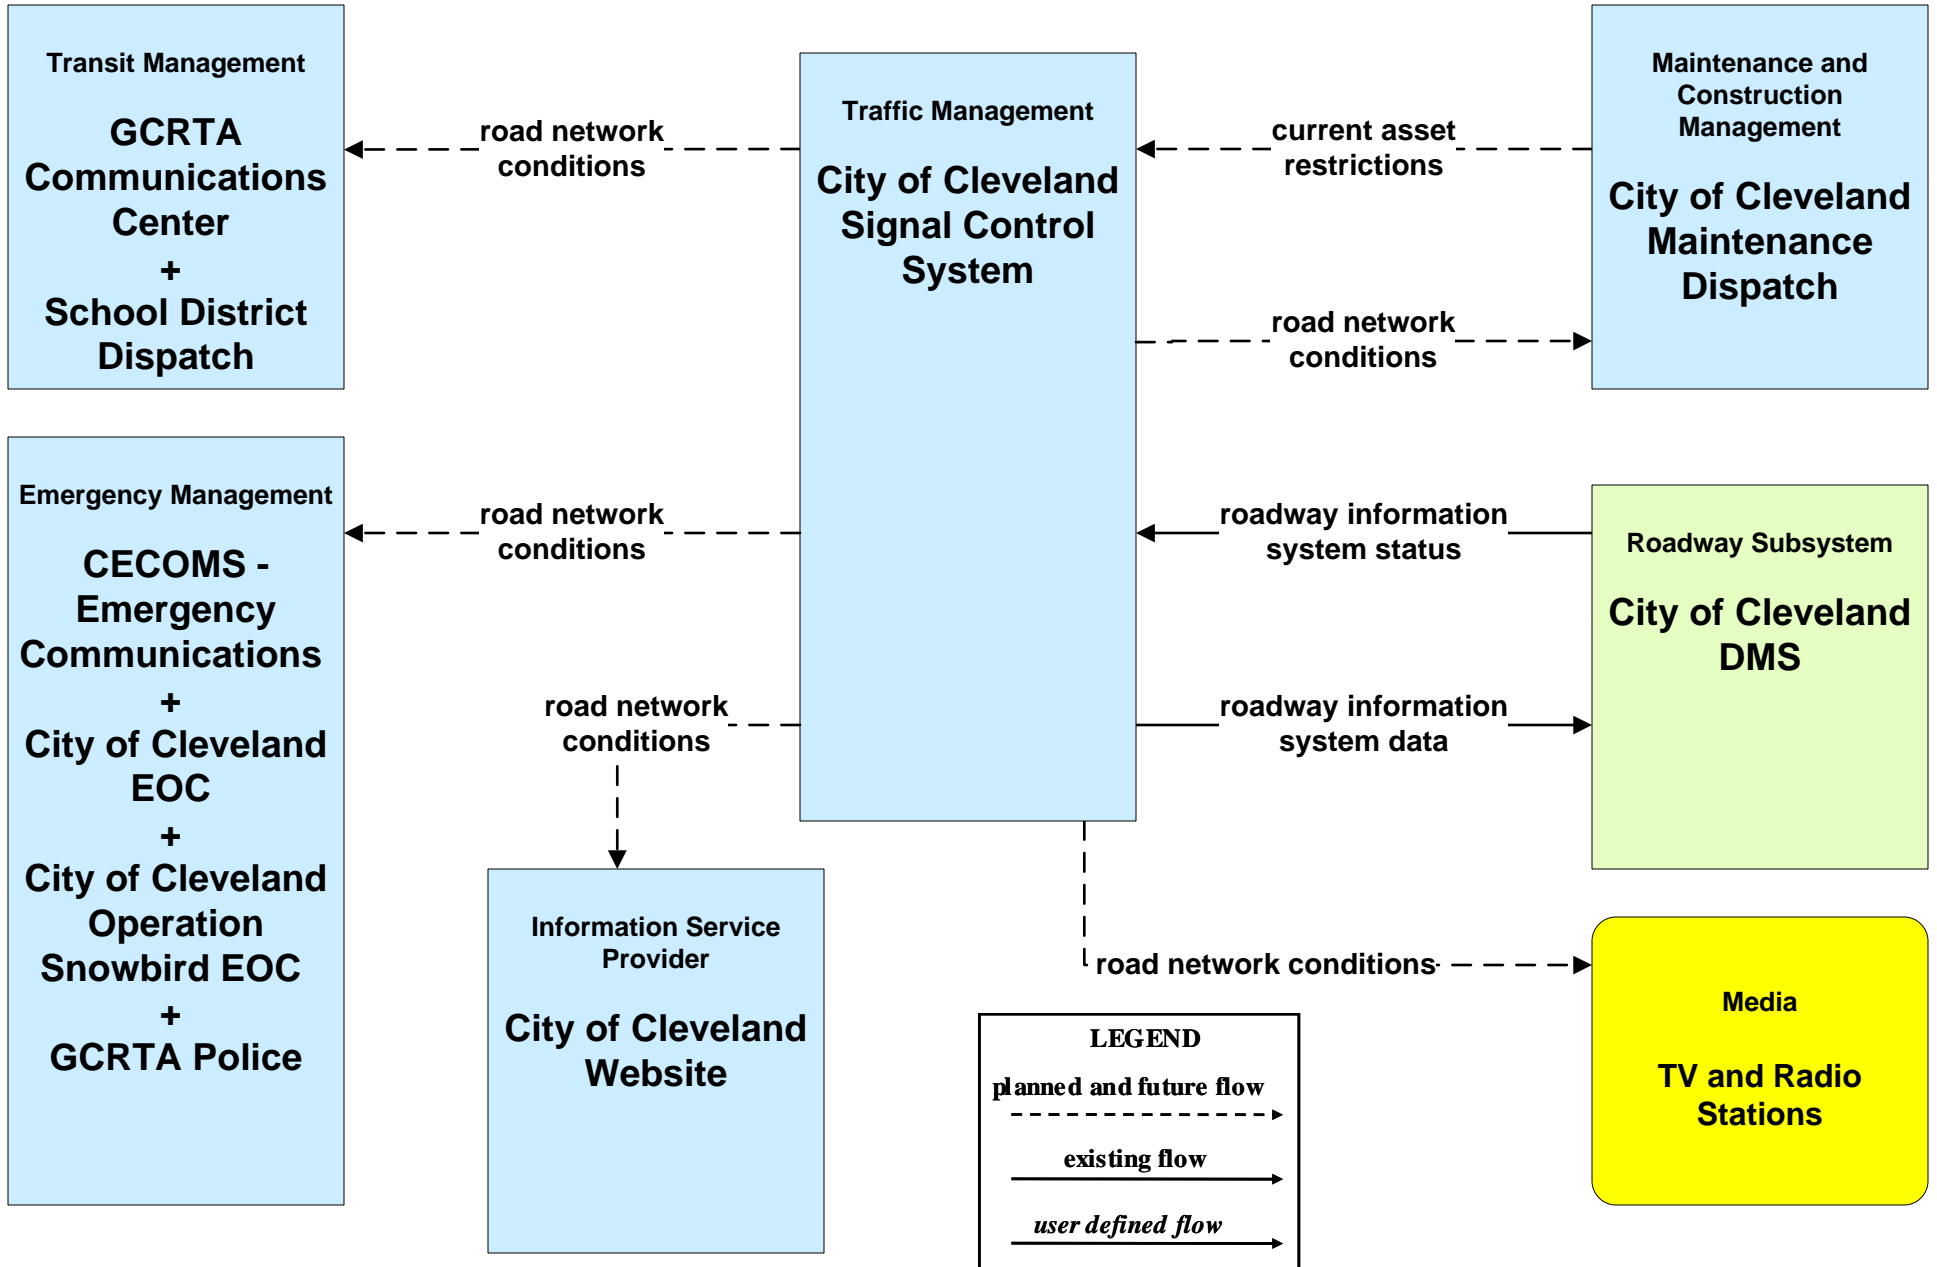 Transit Management
GCRTA
Communications
Center
+
School District
Dispatch
road network
conditions
Traffic Management
City of Cleveland
Signal Control
System
current asset
restrictions
road network
conditions
Maintenance and
Construction
Management
City of Cleveland
Maintenance
Dispatch
Emergency Management
CECOMS -
Emergency
Communications
+
City of Cleveland
EOC
+
City of Cleveland
Operation
Snowbird EOC
+
GCRTA Police
road network
conditions
roadway information
system status
roadway information
system data
Roadway Subsystem
City of Cleveland
DMS
road network
conditions
Information Service
Provider
City of Cleveland
Website
road network conditions
Media
TV and Radio
Stations
LEGEND
planned and future flow
existing flow
user defined flow